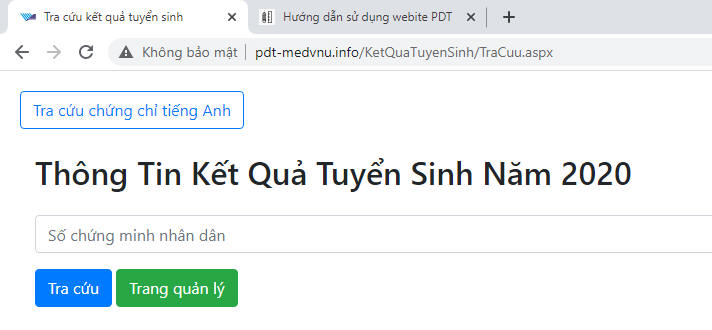 Tra cứu kết quả tuyển sinh
Hướng dẫn sử dụng webite PDT
Không bảo mật | pdt-medvnu.info/KetQuaTuyenSinh/TraCuu.aspx
Tra cứu chứng chỉ tiếng Anh
Thông Tin Kết Quả Tuyển Sinh Năm 2020
Số chứng minh nhân dân
Tra cứu Trang quản lý